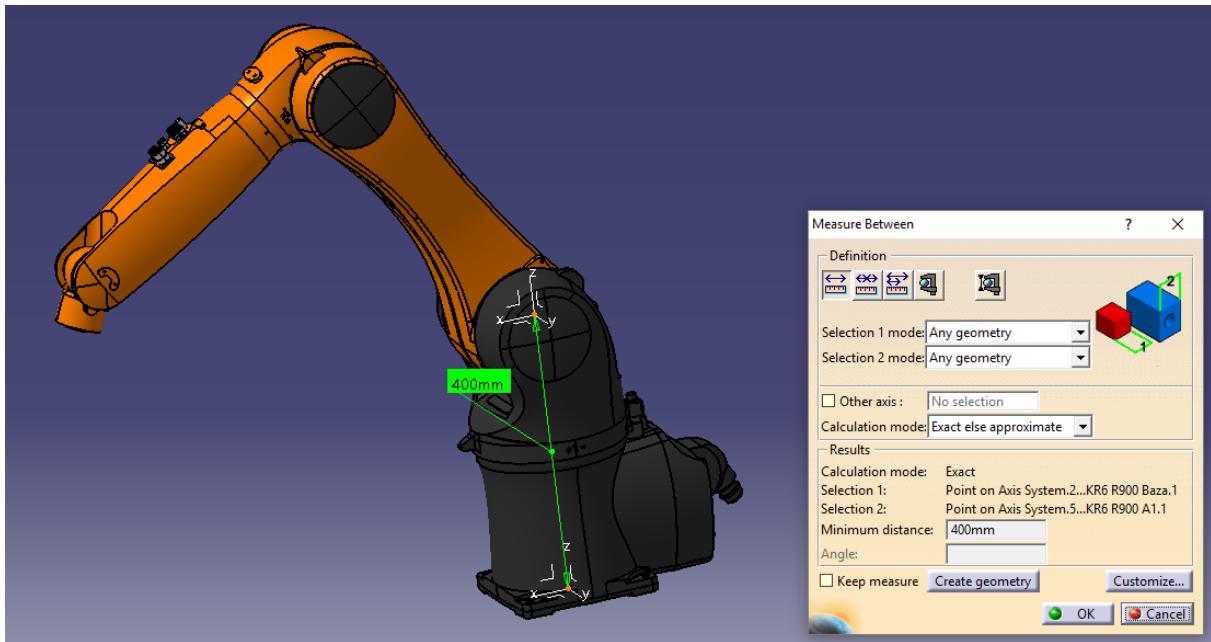 z
x
y
400mm
z
x
y
Measure Between
?
Definition
2
1
Selection 1 mode: Any geometry
Selection 2 mode: Any geometry
Other axis : No selection
Calculation mode: Exact else approximate
Results
Calculation mode: Exact
Selection 1: Point on Axis System.2...KR6 R900 Baza.1
Selection 2: Point on Axis System.5...KR6 R900 A1.1
Minimum distance: 400mm
Angle:
Keep measure Create geometry Customize...
OK Cancel